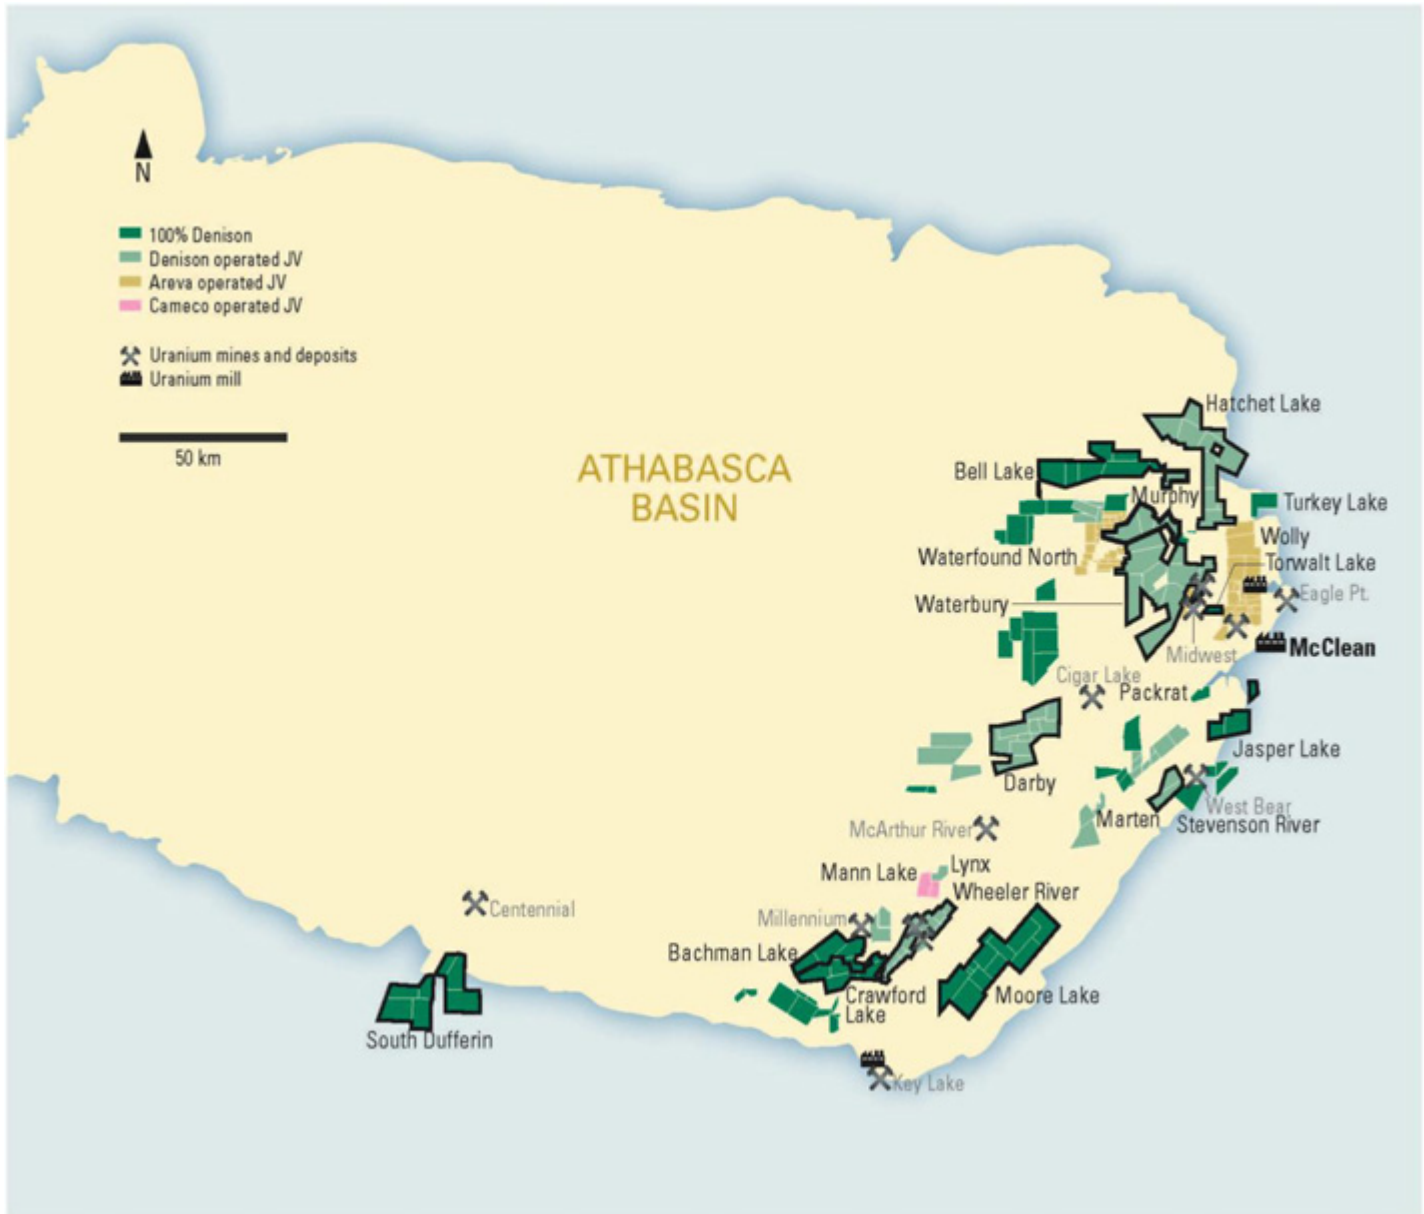 N
100% Denison
Denison operated JV
Areva operated JV
Cameco operated JV
Uranium mines and deposits
Uranium mill
50 km
ATHABASCA
BASIN
Hatchet Lake
Bell Lake
Murphy
Turkey Lake
Wolly
Waterfound North
Torwalt Lake
Eagle Pt.
Waterbury
McClean
Midwest
Cigar Lake
Packrat
Jasper Lake
Darby
West Bear
Marten
Stevenson River
McArthur River
Lynx
Mann Lake
Wheeler River
Centennial
Millennium
Bachman Lake
Crawford
Lake
Moore Lake
South Dufferin
Key Lake